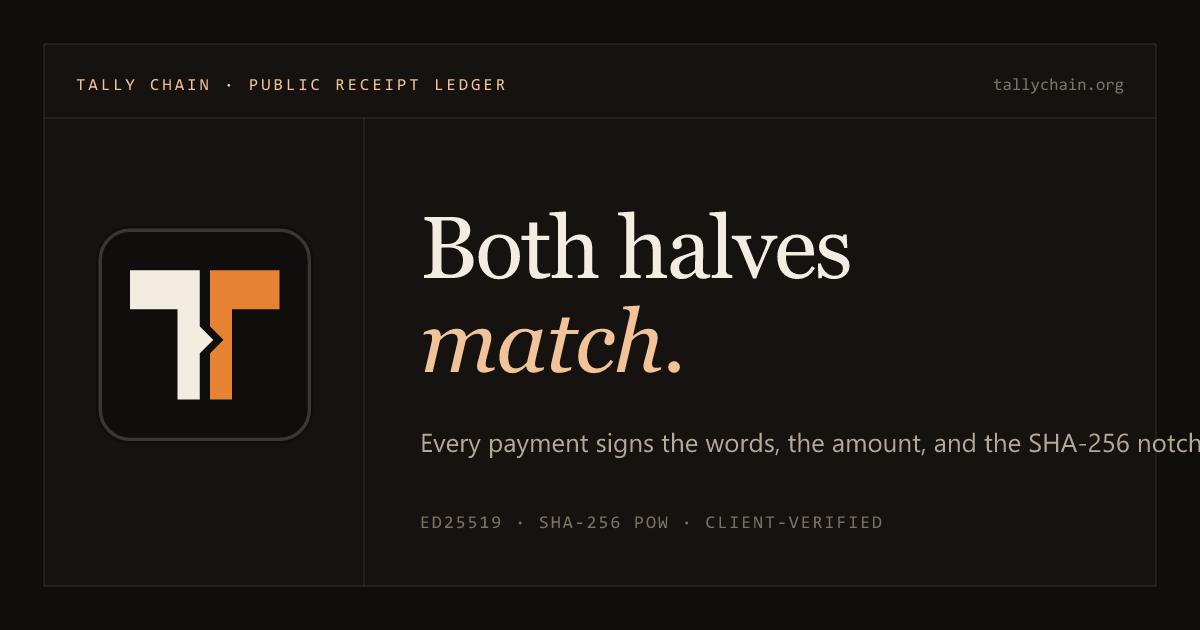 TALLY CHAIN · PUBLIC RECEIPT LEDGER
tallychain.org
Both halves
match.
Every payment signs the words, the amount, and the SHA-256 notch
ED25519 · SHA-256 POW · CLIENT-VERIFIED